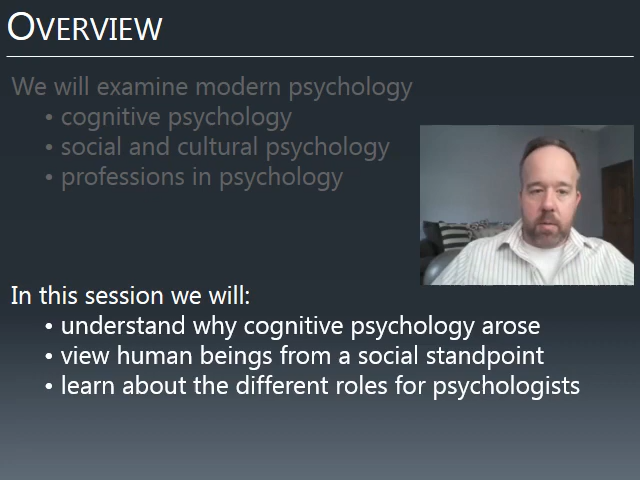 OVERVIEW
We will examine modern psychology
• cognitive psychology
• social and cultural psychology
• professions in psychology
In this session we will:
• understand why cognitive psychology arose
• view human beings from a social standpoint
• learn about the different roles for psychologists